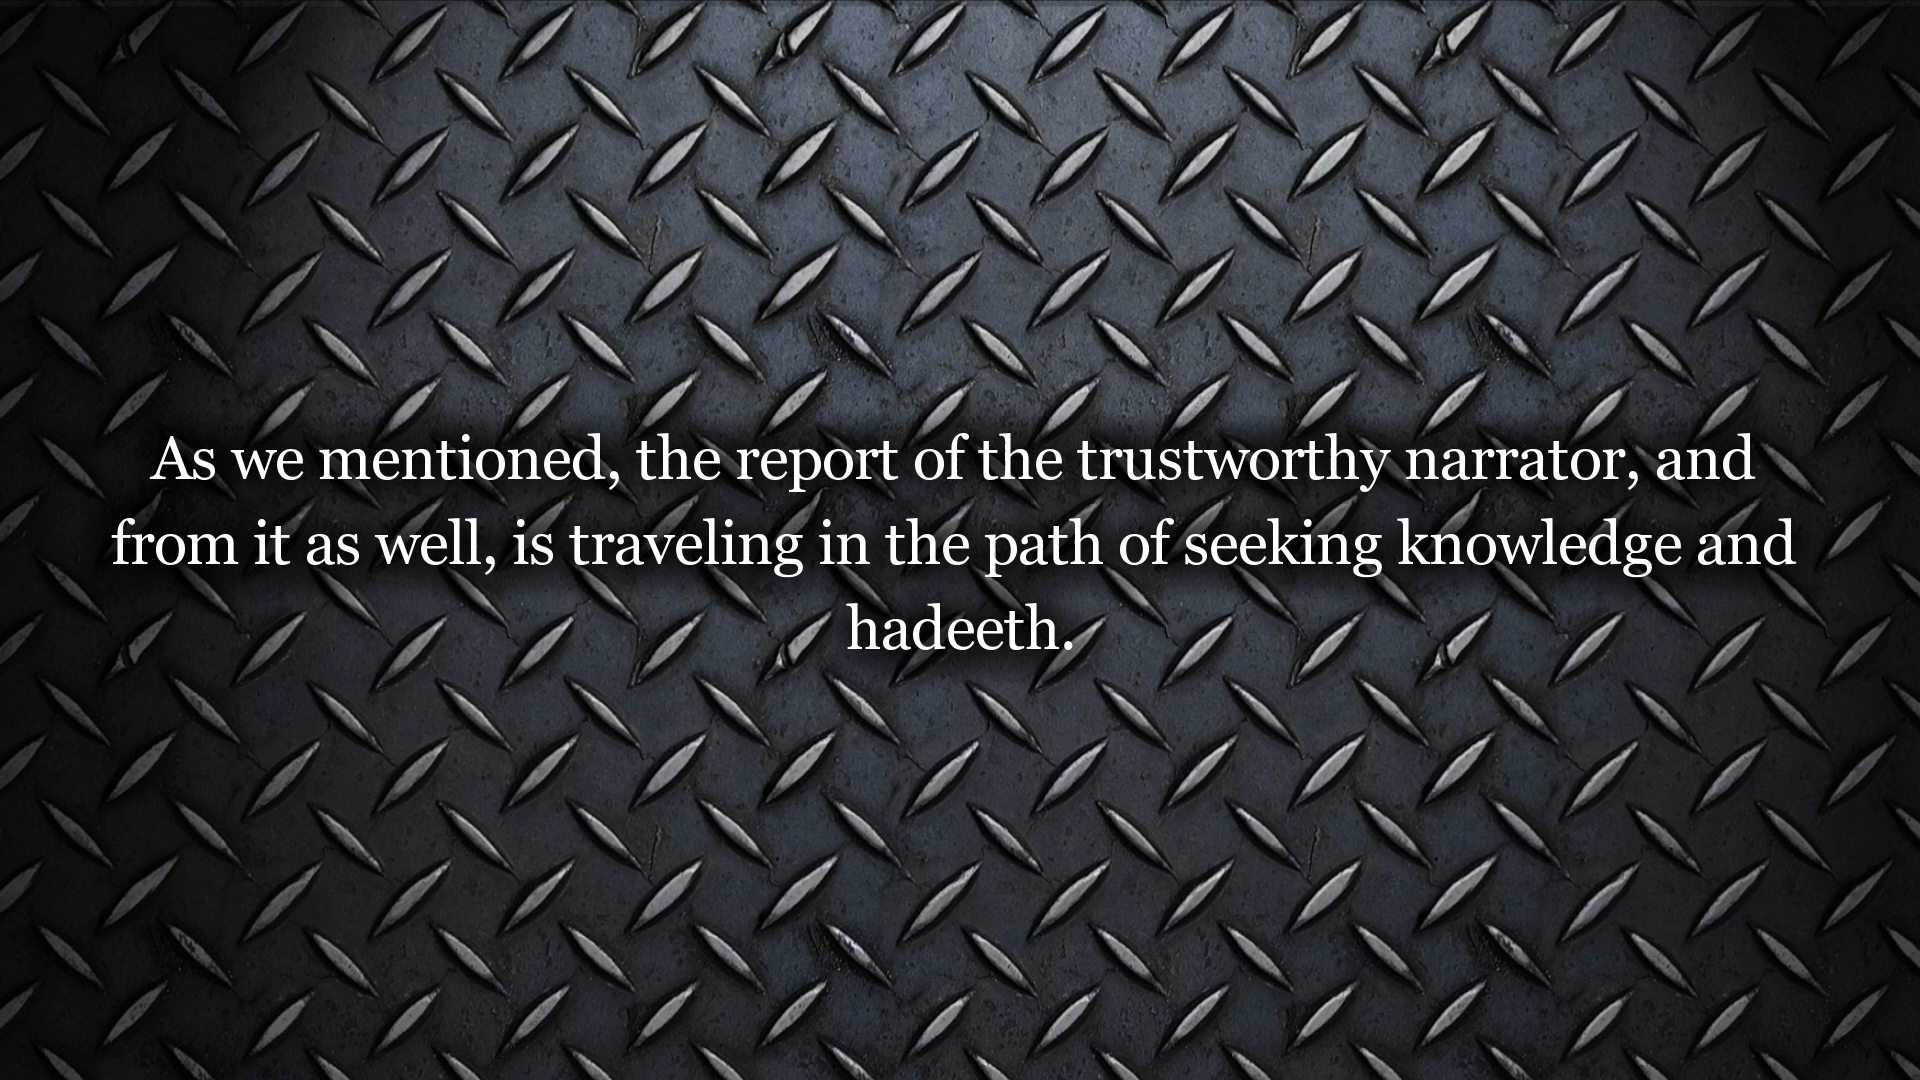 As we mentioned, the report of the trustworthy narrator, and
from it as well, is traveling in the path of seeking knowledge and
hadeeth.